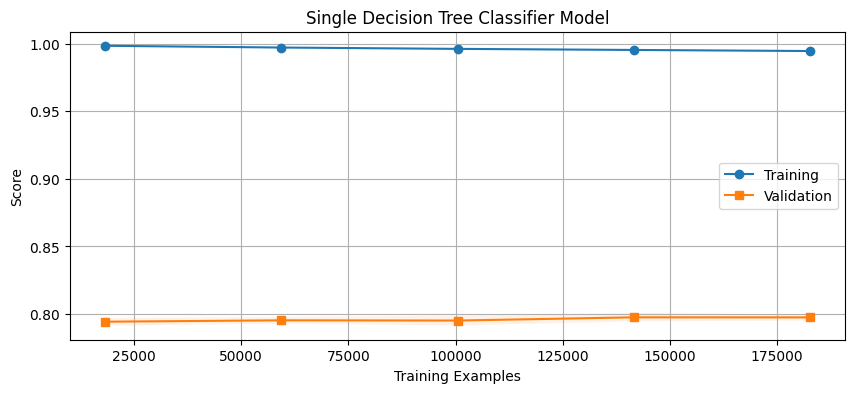 Single Decision Tree Classifier Model
1.00
0.95
0.90
0.85
0.80
Score
Training
Validation
25000 50000 75000 100000 125000 150000 175000
Training Examples